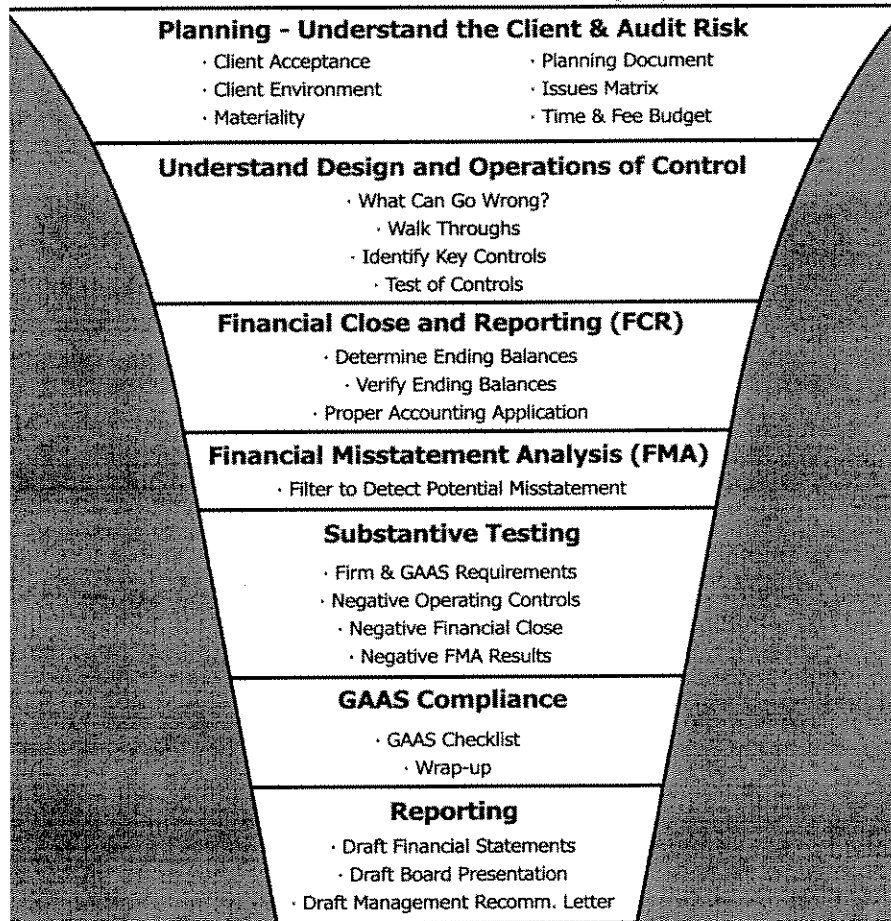 Planning - Understand the Client & Audit Risk
· Client Acceptance
· Client Environment
· Materiality
· Planning Document
· Issues Matrix
· Time & Fee Budget
Understand Design and Operations of Control
· What Can Go Wrong?
· Walk Throughs
· Identify Key Controls
· Test of Controls
Financial Close and Reporting (FCR)
· Determine Ending Balances
· Verify Ending Balances
· Proper Accounting Application
Financial Misstatement Analysis (FMA)
· Filter to Detect Potential Misstatement
Substantive Testing
· Firm & GAAS Requirements
· Negative Operating Controls
· Negative Financial Close
· Negative FMA Results
GAAS Compliance
· GAAS Checklist
· Wrap-up
Reporting
· Draft Financial Statements
· Draft Board Presentation
· Draft Management Recomm. Letter